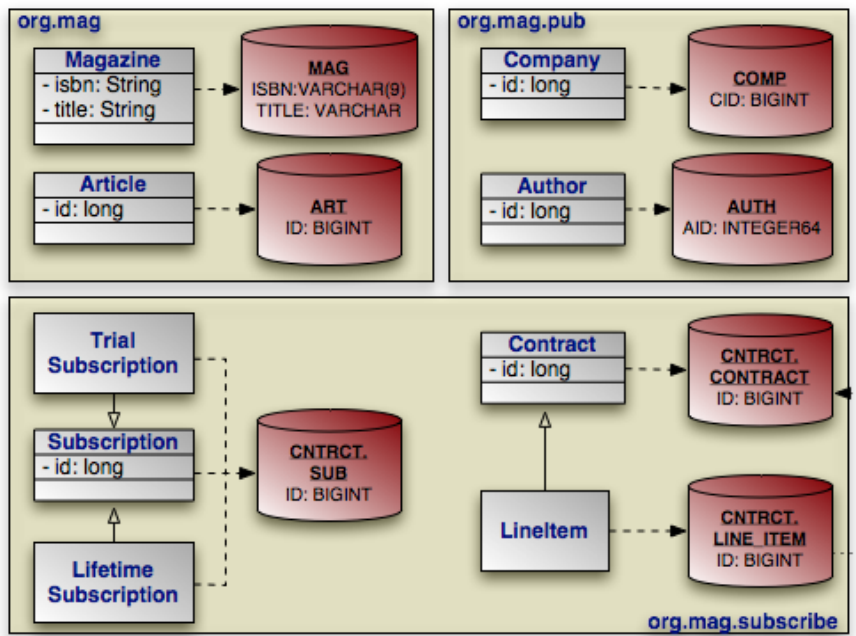 org.mag
Magazine
- isbn: String
- title: String
MAG
ISBN:VARCHAR(9)
TITLE: VARCHAR
Article
- id: long
ART
ID: BIGINT
org.mag.pub
Company
- id: long
COMP
CID: BIGINT
Author
- id: long
AUTH
AID: INTEGER64
Trial
Subscription
Subscription
- id: long
Lifetime
Subscription
CNTRCT.
SUB
ID: BIGINT
Contract
- id: long
CNTRCT.
CONTRACT
ID: BIGINT
LineItem
CNTRCT.
LINE_ITEM
ID: BIGINT
org.mag.subscribe